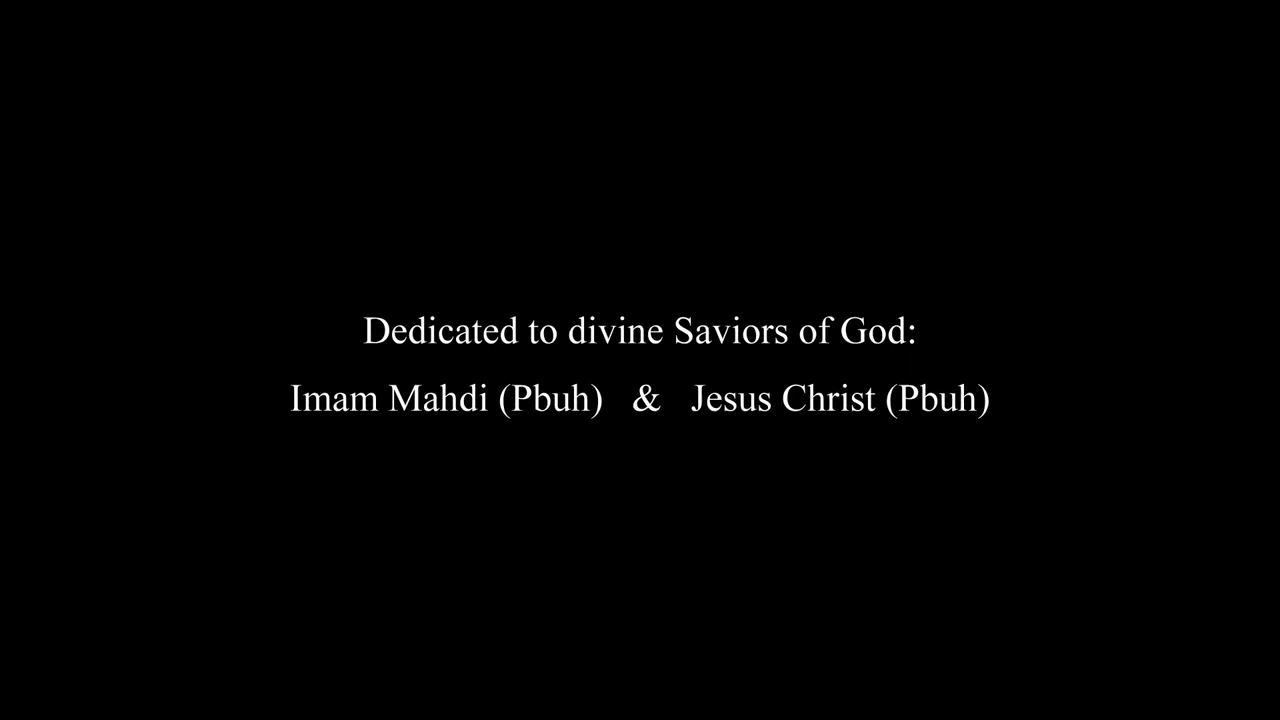 Dedicated to divine Saviors of God:
Imam Mahdi (Pbuh) & Jesus Christ (Pbuh)